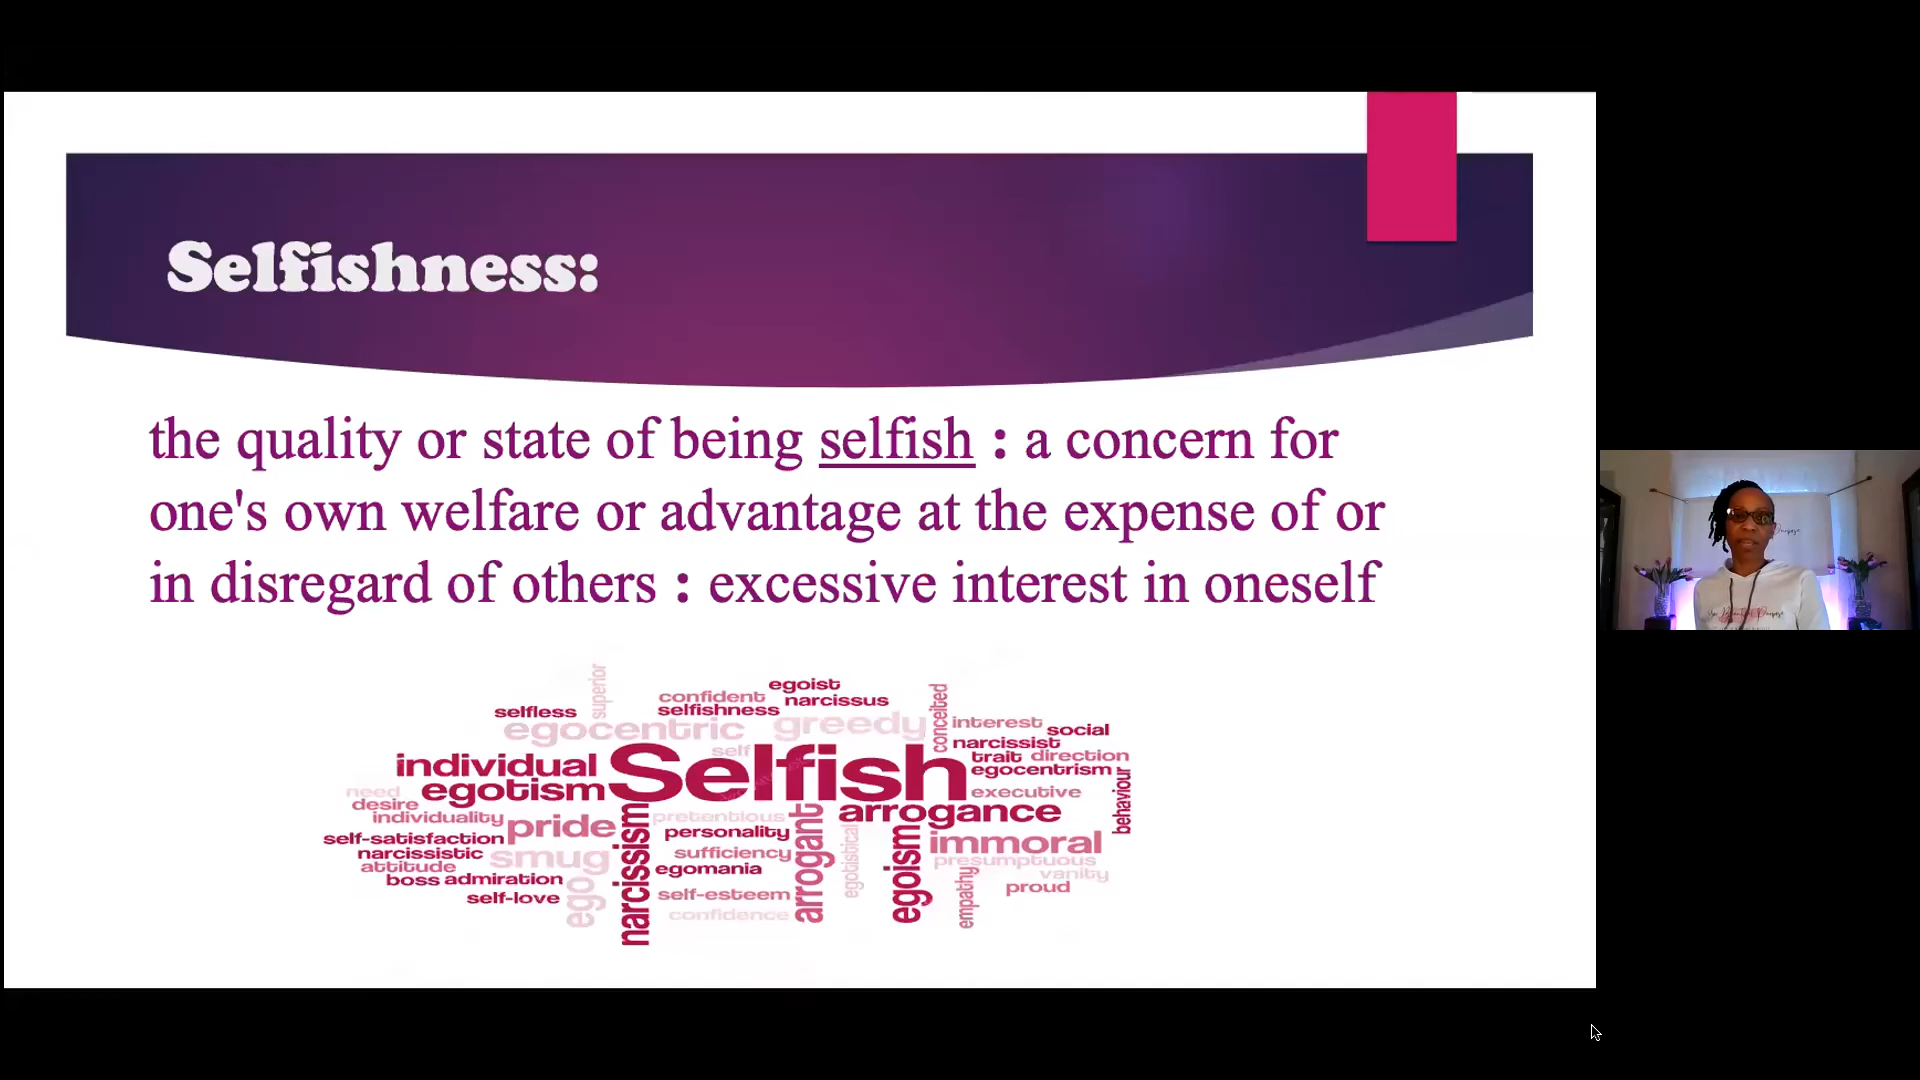 Selfishness:
the quality or state of being selfish : a concern for
one's own welfare or advantage at the expense of or
in disregard of others : excessive interest in oneself
superior
confident
egoist
selfishness
narcissus
selfless
egocentric
greedy
conceited
interest
social
self
narcissist
trait
direction
individual
Selfish
egocentrism
need
egotism
executive
behaviour
desire
individuality
pride
narcissism
pretentious
arrogant
arrogance
self-satisfaction
personality
egotistical
egoism
immoral
narcissistic
smug
sufficiency
presumptuous
attitude
egomania
empathy
vanity
boss
admiration
ego
proud
self-love
self-esteem
confidence